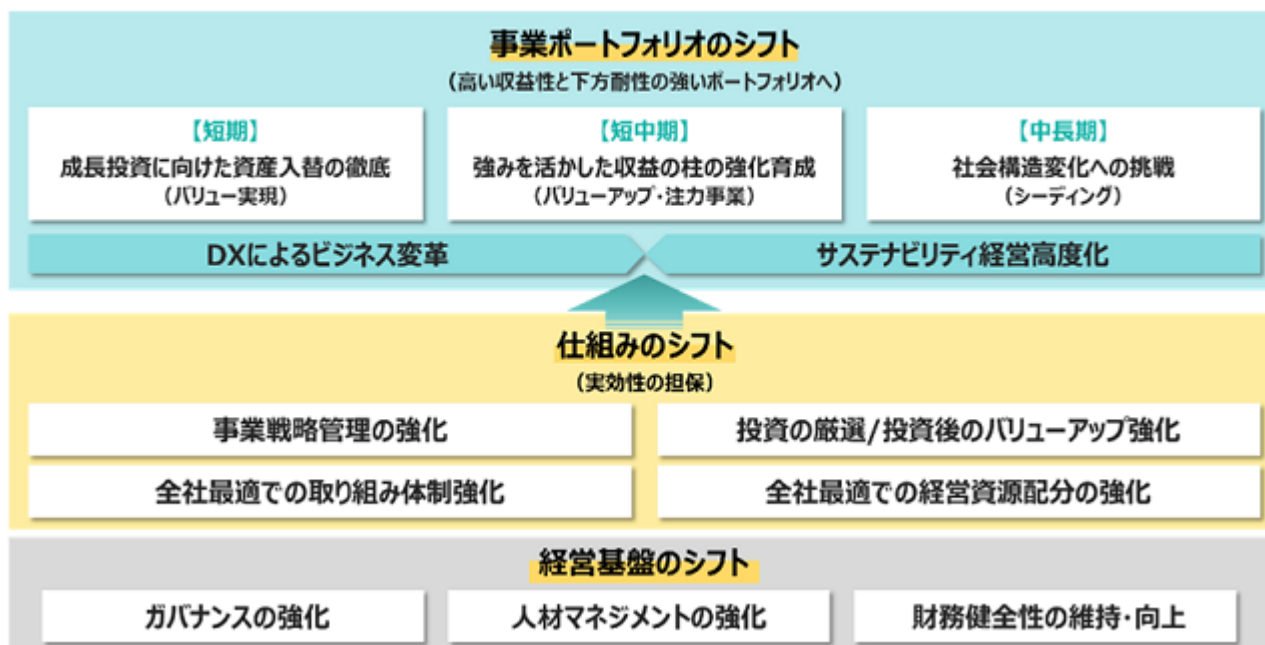 事業ポートフォリオのシフト
（高い収益性と下方耐性の強いポートフォリオへ）
【短期】
成長投資に向けた資産入替の徹底
（バリュー実現）
【短中期】
強みを活かした収益の柱の強化育成
（バリューアップ・注力事業）
【中長期】
社会構造変化への挑戦
（シーディング）
DXによるビジネス変革
サステナビリティ経営高度化
仕組みのシフト
（実効性の担保）
事業戦略管理の強化
投資の厳選/投資後のバリューアップ強化
全社最適での取り組み体制強化
全社最適での経営資源配分の強化
経営基盤のシフト
ガバナンスの強化
人材マネジメントの強化
財務健全性の維持・向上